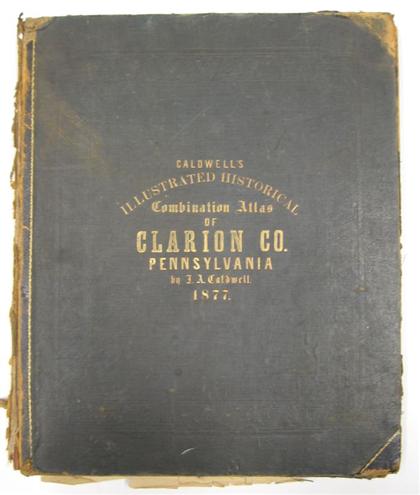 CALDWELL'S
ILLUSTRATED HISTORICAL
Combination Atlas
OF
CLARION CO.
PENNSYLVANIA
by J. A. Caldwell.
1877.